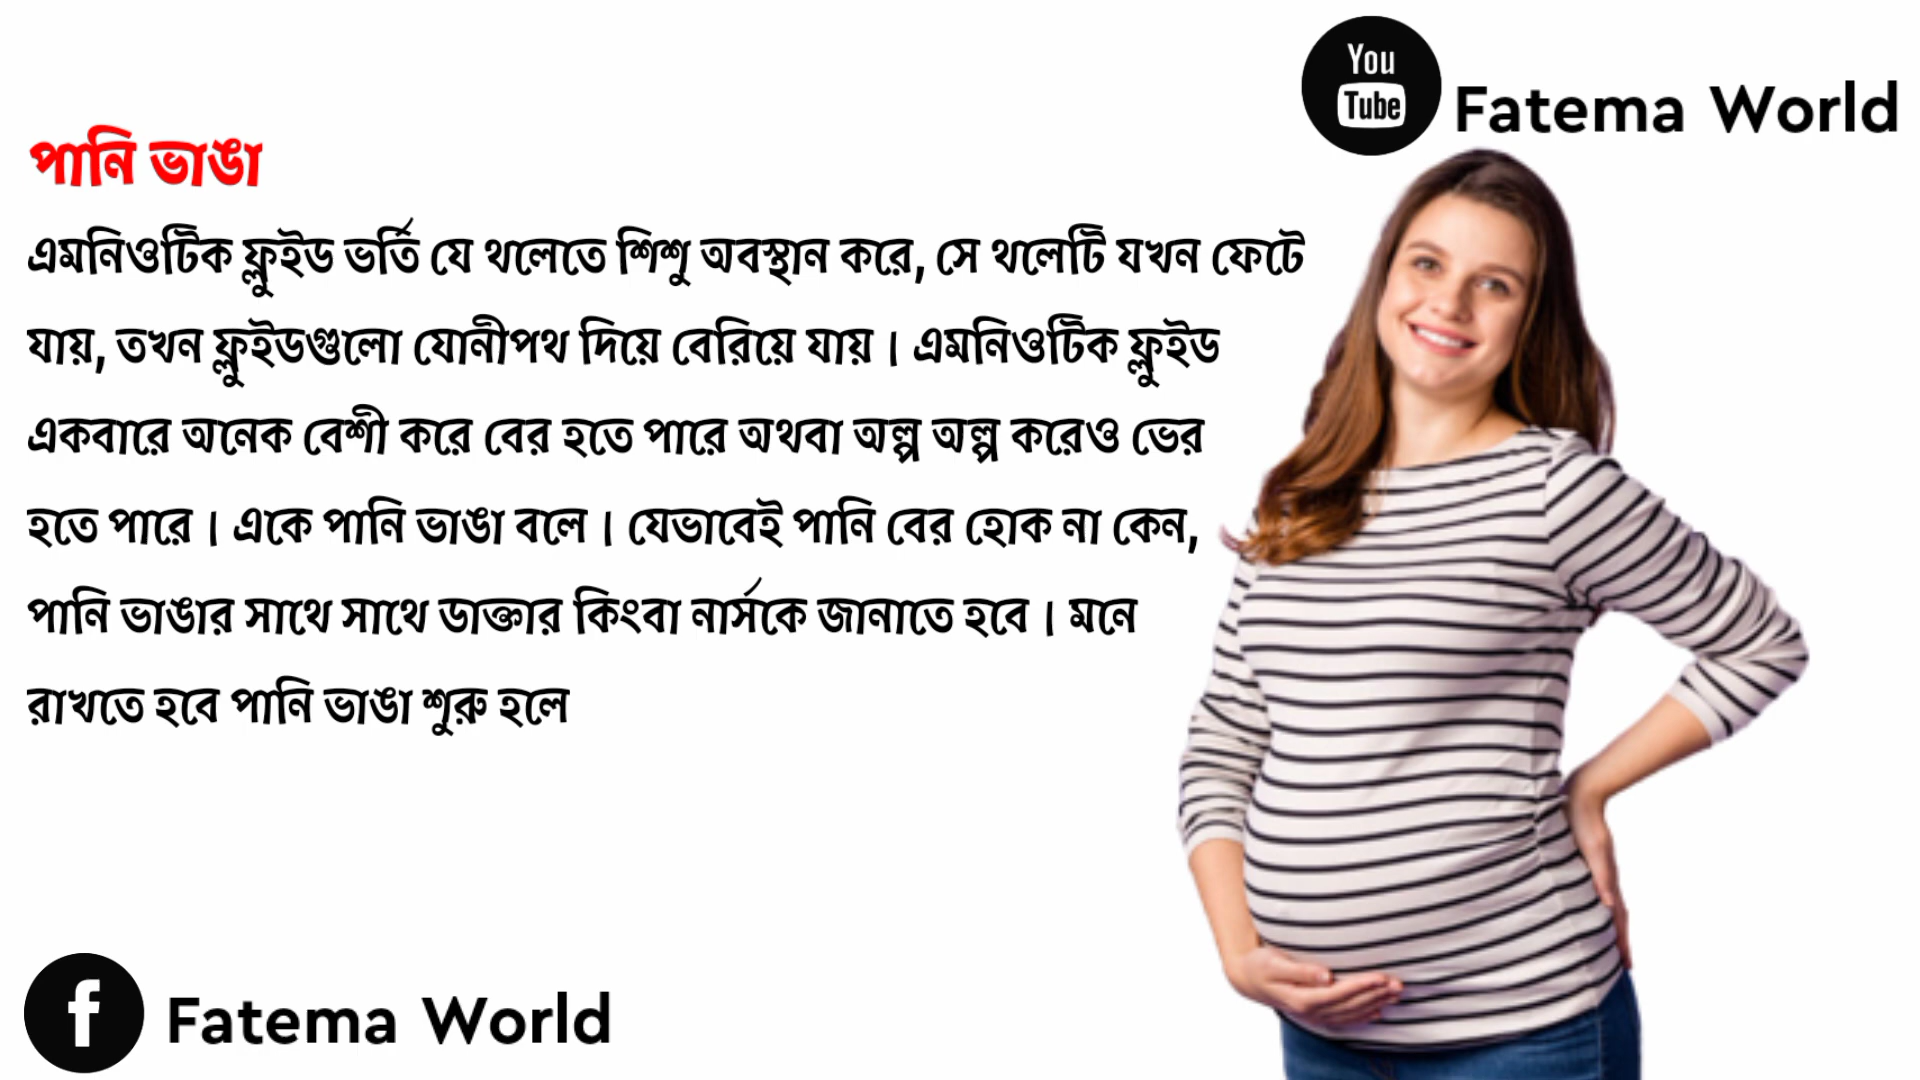 You
Tube
Fatema World
পানি ভাঙা
এমনিওটিক ফ্লুইড ভর্তি যে থলেতে শিশু অবস্থান করে, সে থলেটি যখন ফেটে
যায়, তখন ফ্লুইডগুলো যোনীপথ দিয়ে বেরিয়ে যায় । এমনিওটিক ফ্লুইড
একবারে অনেক বেশী করে বের হতে পারে অথবা অল্প অল্প করেও ভের
হতে পারে । একে পানি ভাঙা বলে । যেভাবেই পানি বের হোক না কেন,
পানি ভাঙার সাথে সাথে ডাক্তার কিংবা নার্সকে জানাতে হবে । মনে
রাখতে হবে পানি ভাঙা শুরু হলে
f Fatema World